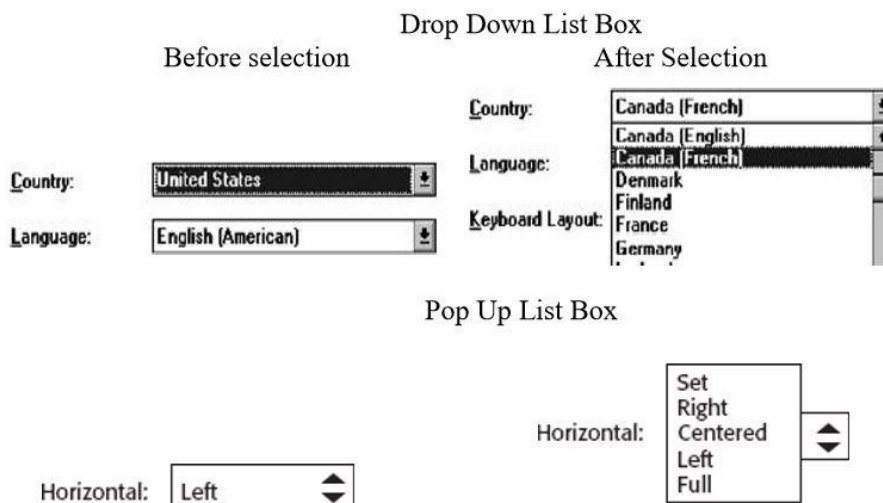 Drop Down List Box
Before selection
After Selection
Country: United States
Language: English (American)
Country: Canada (French)
Canada (English)
Language: Canada (French)
Denmark
Finland
Keyboard Layout: France
Germany
Pop Up List Box
Horizontal: Left
Set
Right
Horizontal: Centered
Left
Full